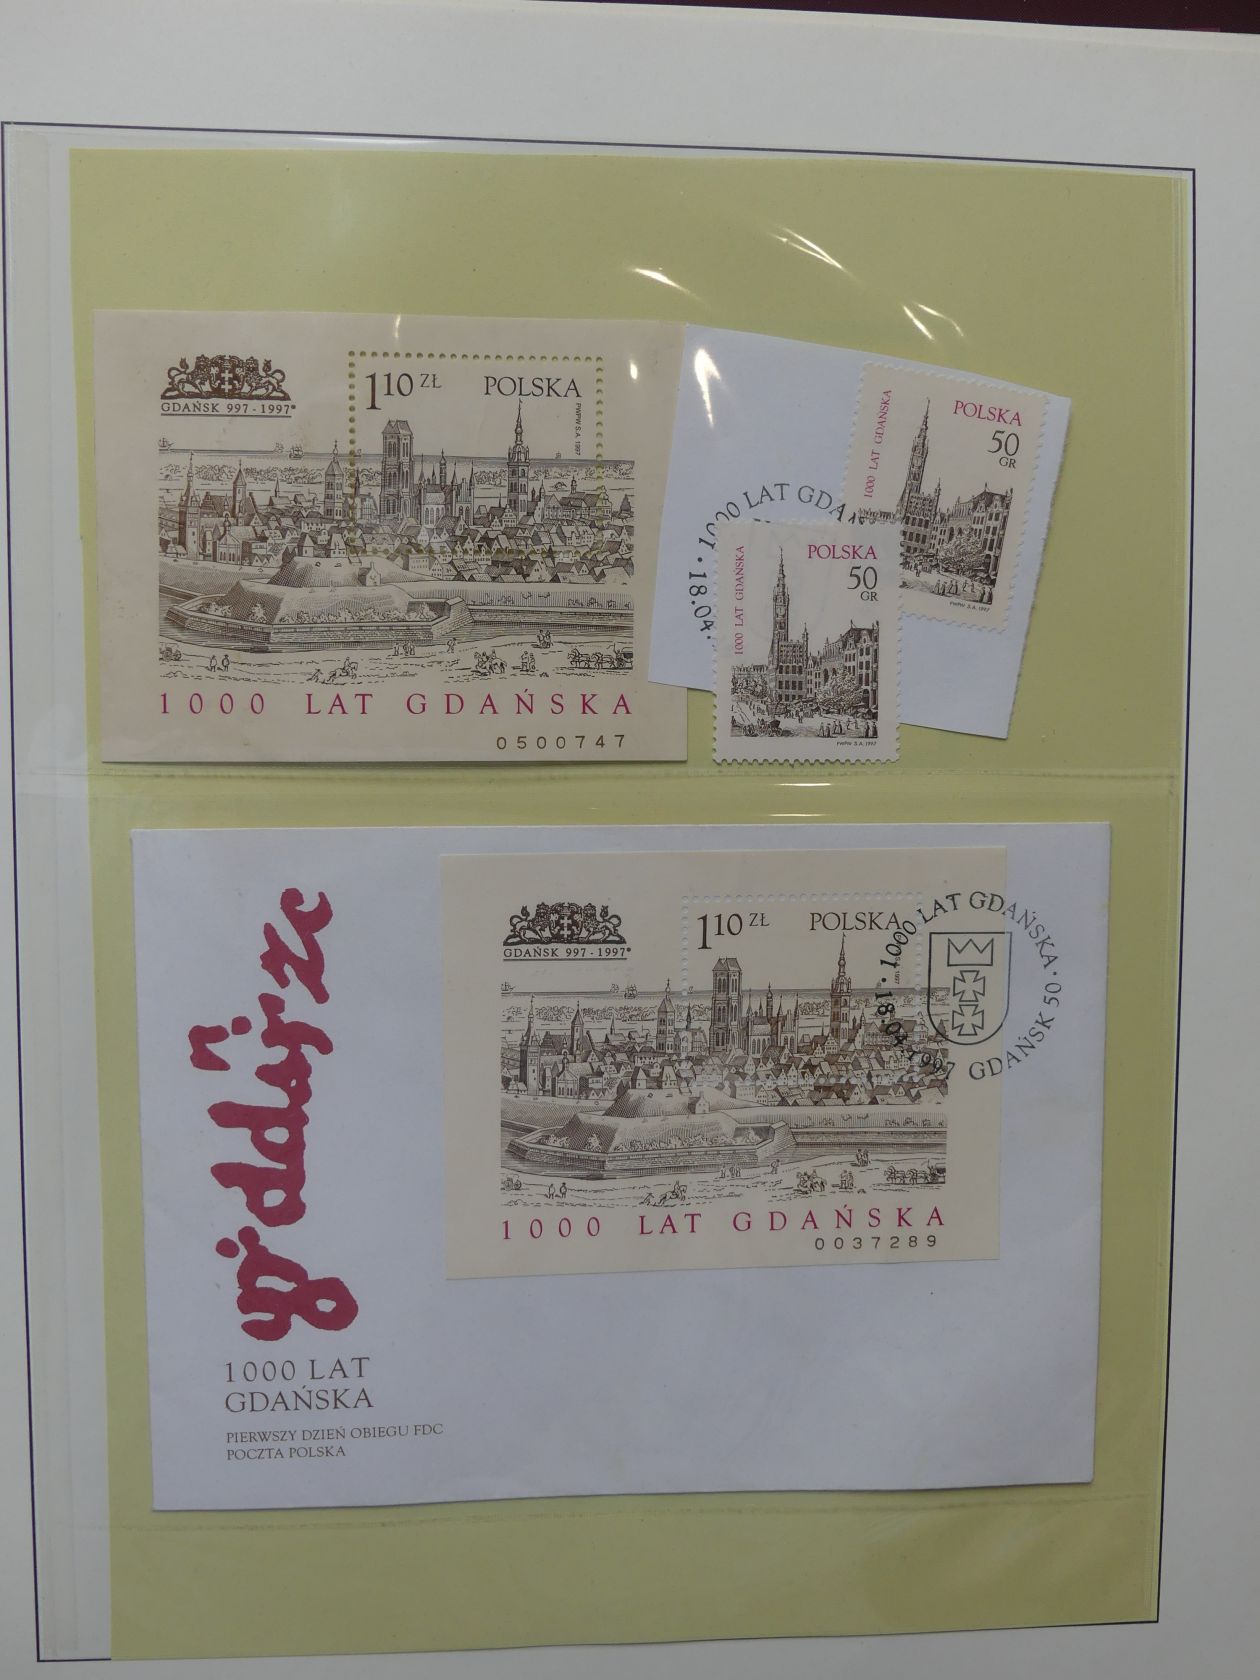 GDAŃSK 997 - 1997
110 ZŁ
POLSKA
PWPW S.A. 1997
1000 LAT GDAŃSKA
0500747
1000 LAT GDAŃSKA
POLSKA
50
GR
PWPW S.A. 1997
1000 LAT GDA
1. 18.04.
1000 LAT GDAŃSKA
POLSKA
50
GR
PWPW S.A. 1997
GDAŃSK 997 - 1997
110 ZŁ
POLSKA
1997
1000 LAT GDAŃSKA · GDAŃSK 50 ·
1 · 18.04.1997
1000 LAT GDAŃSKA
0037289
1000 LAT
GDAŃSKA
PIERWSZY DZIEŃ OBIEGU FDC
POCZTA POLSKA